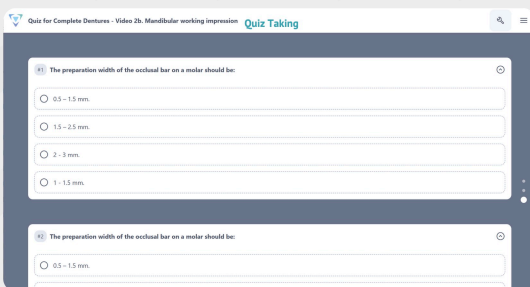 Quiz for Complete Dentures - Video 2b. Mandibular working impression
Quiz Taking
#1 The preparation width of the occlusal bar on a molar should be:
0.5 – 1.5 mm.
1.5 – 2.5 mm.
2 - 3 mm.
1 - 1.5 mm.
#2 The preparation width of the occlusal bar on a molar should be:
0.5 – 1.5 mm.